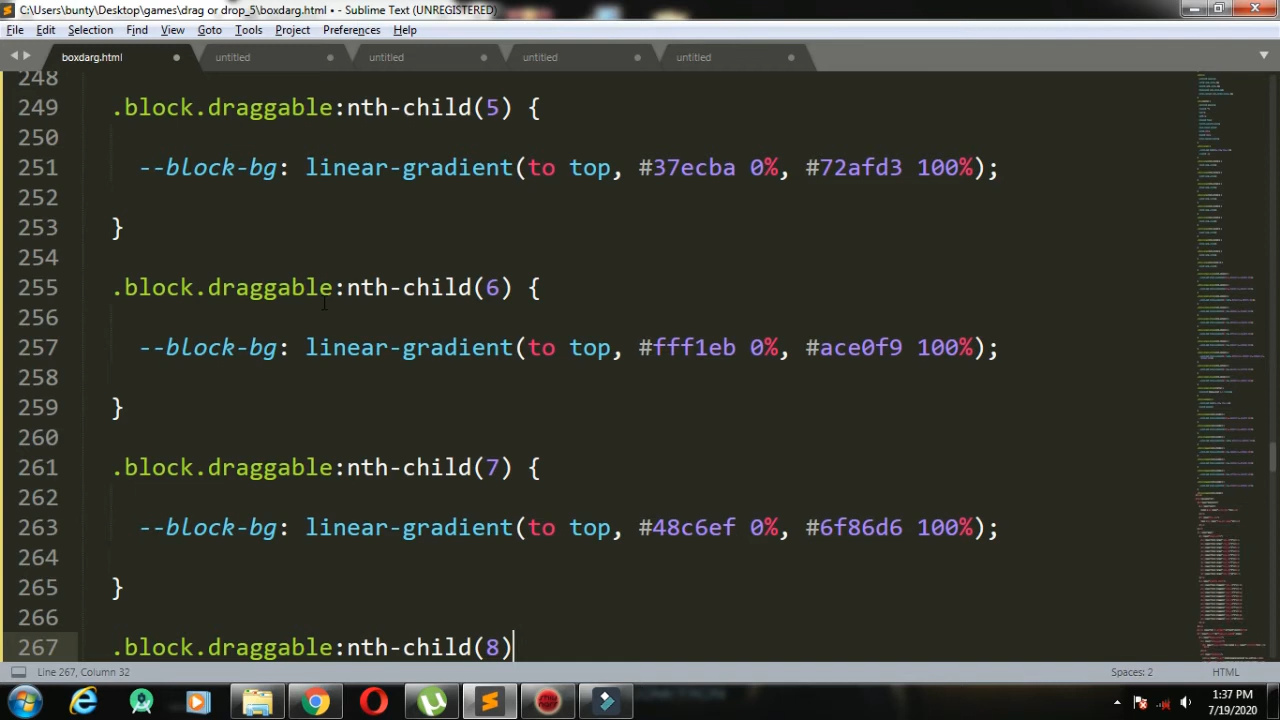 C:\Users\bunty\Desktop\games\drag or drop_5\boxdarg.html • - Sublime Text (UNREGISTERED)
File Edit Selection Find View Goto Tools Project Preferences Help
boxdarg.html untitled untitled untitled untitled
248
249 .block.draggable:nth-child(5) {
250
251 --block-bg: linear-gradient(to top, #37ecba 0%, #72afd3 100%);
252
253 }
254
255 .block.draggable:nth-child(6) {
256
257 --block-bg: linear-gradient(to top, #fff1eb 0%, #ace0f9 100%);
258
259 }
260
261 .block.draggable:nth-child(7) {
262
263 --block-bg: linear-gradient(to top, #48c6ef 0%, #6f86d6 100%);
264
265 }
266
267 .block.draggable:nth-child(8
Line 267, Column 32 Spaces: 2 HTML
1:37 PM
7/19/2020